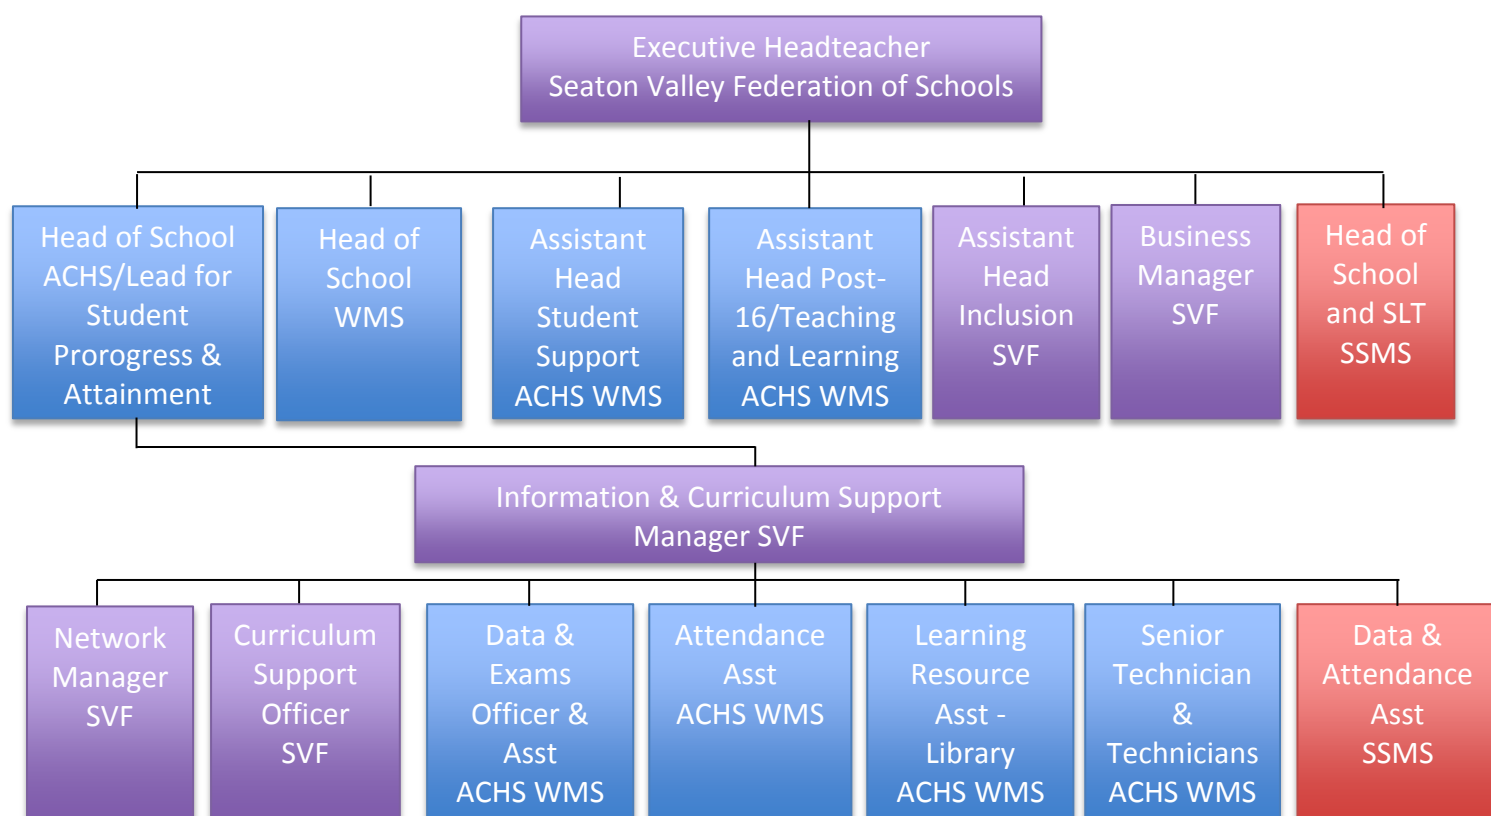 Executive Headteacher
Seaton Valley Federation of Schools
Head of School
ACHS/Lead for
Student
Prorogress &
Attainment
Head of
School
WMS
Assistant
Head
Student
Support
ACHS WMS
Assistant
Head Post-
16/Teaching
and Learning
ACHS WMS
Assistant
Head
Inclusion
SVF
Business
Manager
SVF
Head of
School
and SLT
SSMS
Information & Curriculum Support
Manager SVF
Network
Manager
SVF
Curriculum
Support
Officer
SVF
Data &
Exams
Officer &
Asst
ACHS WMS
Attendance
Asst
ACHS WMS
Learning
Resource
Asst -
Library
ACHS WMS
Senior
Technician
&
Technicians
ACHS WMS
Data &
Attendance
Asst
SSMS